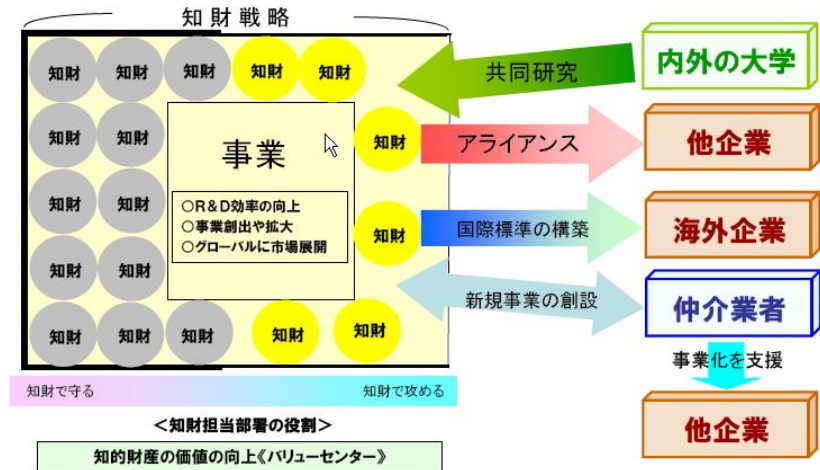 知財戦略
知財 知財 知財 知財 知財
知財 知財 知財
事業
知財 知財 知財
○R&D効率の向上
○事業創出や拡大
○グローバルに市場展開
知財 知財
知財 知財 知財 知財 知財
知財で守る 知財で攻める
<知財担当部署の役割>
知的財産の価値の向上《バリューセンター》
共同研究
内外の大学
アライアンス
他企業
国際標準の構築
海外企業
新規事業の創設
仲介業者
事業化を支援
他企業